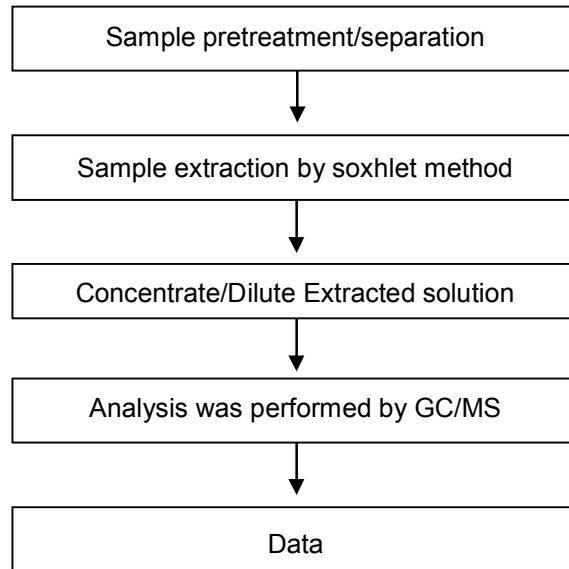 Sample pretreatment/separation
Sample extraction by soxhlet method
Concentrate/Dilute Extracted solution
Analysis was performed by GC/MS
Data